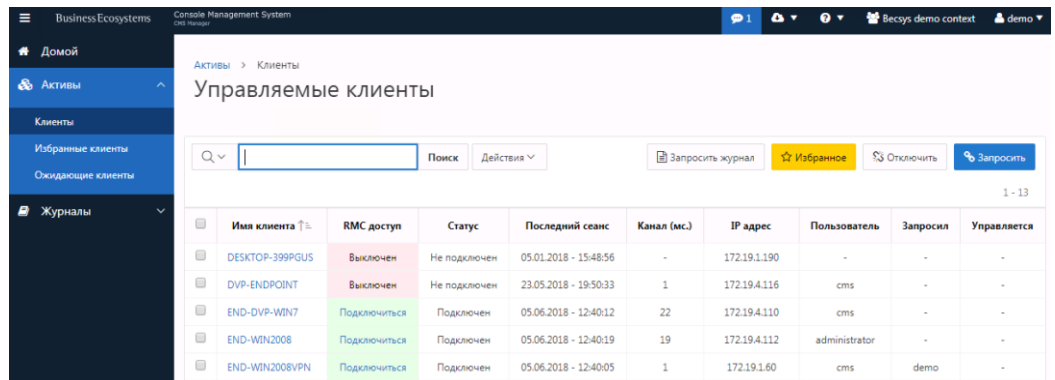 BusinessEcosystems
Console Management System
CMS Manager
1
Becsys demo context
demo
Домой
Активы
Клиенты
Избранные клиенты
Ожидающие клиенты
Журналы
Активы > Клиенты
Управляемые клиенты
Поиск Действия Запросить журнал Избранное Отключить Запросить
1 - 13
Имя клиента RMC доступ Статус Последний сеанс Канал (мс.) IP адрес Пользователь Запросил Управляется
DESKTOP-399PGUS Выключен Не подключен 05.01.2018 - 15:48:56 - 172.19.1.190 - - -
DVP-ENDPOINT Выключен Не подключен 23.05.2018 - 19:50:33 1 172.19.4.116 cms - -
END-DVP-WIN7 Подключиться Подключен 05.06.2018 - 12:40:12 22 172.19.4.110 cms - -
END-WIN2008 Подключиться Подключен 05.06.2018 - 12:40:19 19 172.19.4.112 administrator - -
END-WIN2008VPN Подключиться Подключен 05.06.2018 - 12:40:05 1 172.19.1.60 cms demo -